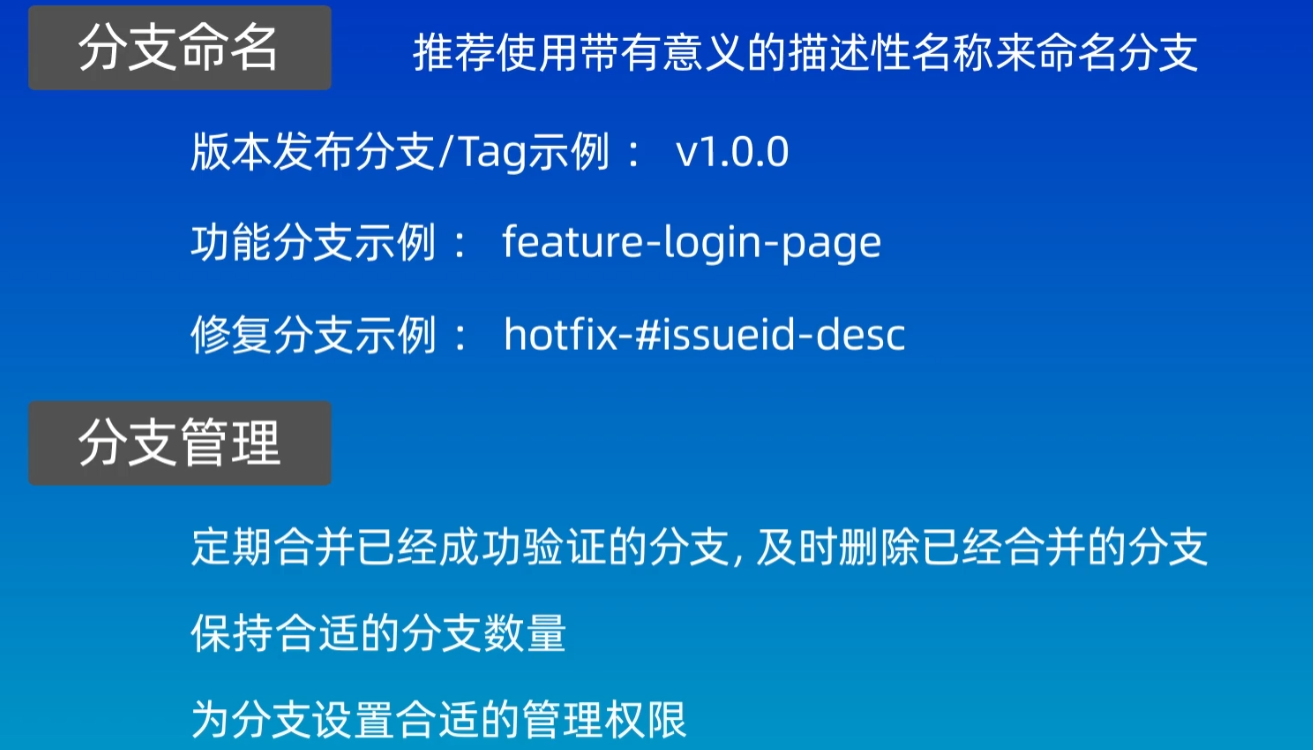 分支命名 推荐使用带有意义的描述性名称来命名分支
版本发布分支/Tag示例： v1.0.0
功能分支示例： feature-login-page
修复分支示例： hotfix-#issueid-desc
分支管理
定期合并已经成功验证的分支, 及时删除已经合并的分支
保持合适的分支数量
为分支设置合适的管理权限